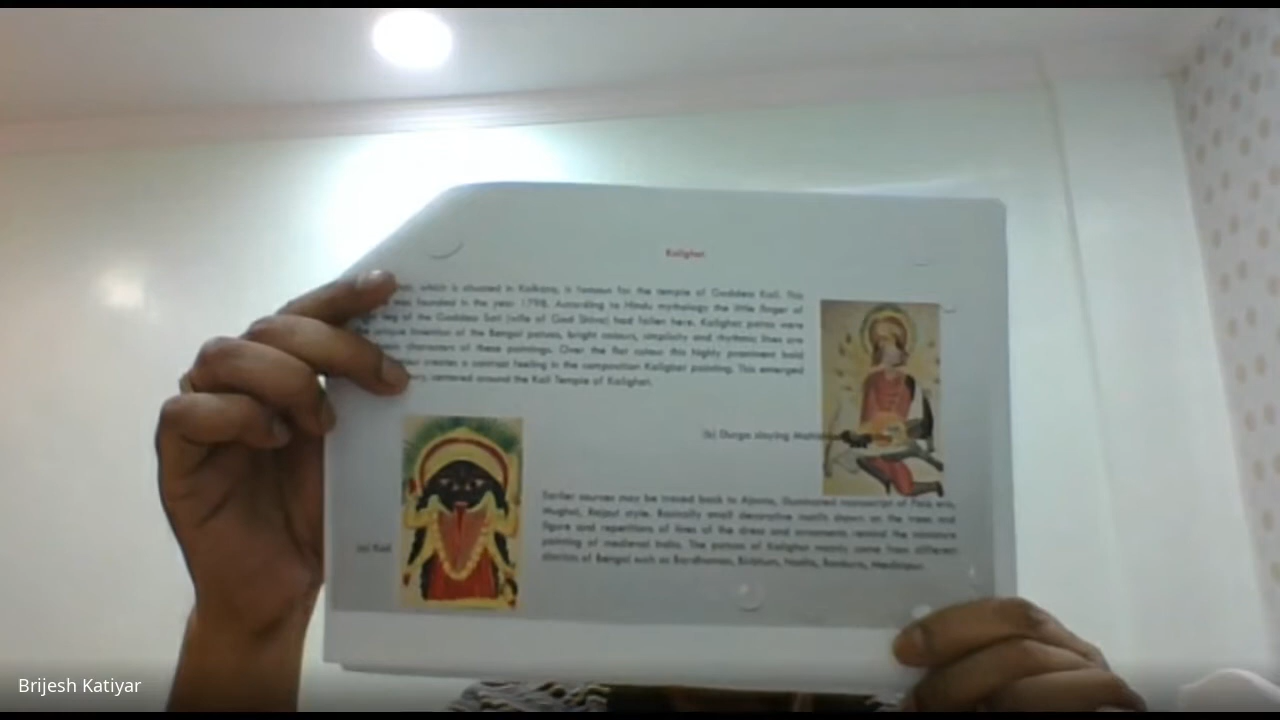 Kalighat
which is situated in Kolkata, is famous for the temple of Goddess Kali. This
was founded in the year 1798. According to Hindu mythology the little finger of
leg of the Goddess Sati (wife of God Shiva) had fallen here. Kalighat patas were
unique invention of the Bengal patuas, bright colours, simplicity and rhythmic lines are
characters of these paintings. Over the flat colour this highly prominent bold
creates a contrast feeling in the composition Kalighat painting. This emerged
centered around the Kali Temple of Kalighat.
(b) Durga slaying
Earlier sources may be traced back to Ajanta, illuminated manuscript of Pala era,
Mughal, Rajput style. Basically small decorative motifs drawn on the trees and
figure and repetitions of lines of the dress and ornaments remind the miniature
painting of medieval India. The patuas of Kalighat mainly came from different
districts of Bengal such as Bardhaman, Birbhum, Nadia, Bankura,
(a) Kali
Brijesh Katiyar